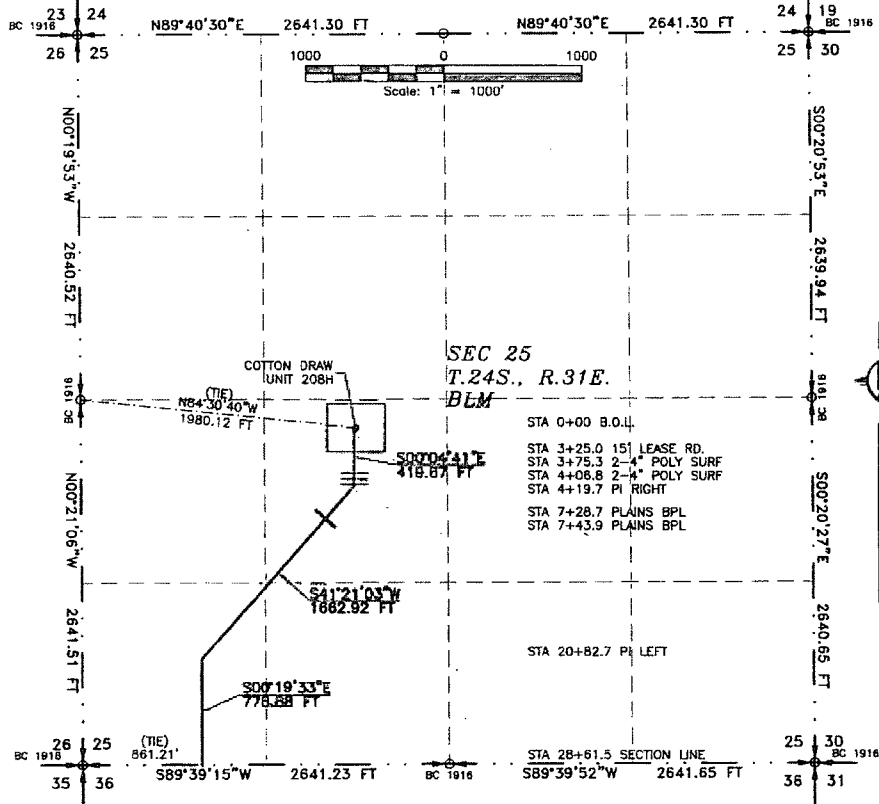 23 24
24 19
BC 1916
N89°40'30"E 2641.30 FT
N89°40'30"E 2641.30 FT
BC 1916
26 25
25 30
1000 0 1000
Scale: 1" = 1000'
N00°19'53"W 2640.52 FT
S00°20'53"E 2639.94 FT
SEC 25
T.24S., R.31E.
BLM
COTTON DRAW
UNIT 208H
BC 1916
BC 1916
(TIE)
N84°30'40"W
1980.12 FT
STA 0+00 B.O.L.
S00°04'41"E
419.67 FT
STA 3+25.0 15' LEASE RD.
STA 3+75.3 2-4" POLY SURF
STA 4+06.8 2-4" POLY SURF
STA 4+19.7 PI RIGHT
STA 7+28.7 PLAINS BPL
STA 7+43.9 PLAINS BPL
N00°21'06"W 2641.51 FT
S00°20'27"E 2640.65 FT
S41°21'03"W
1662.92 FT
STA 20+82.7 PI LEFT
S00°19'33"E
778.88 FT
26 25
(TIE)
861.21'
STA 28+61.5 SECTION LINE
25 30
BC 1916
BC 1916
BC 1916
S89°39'15"W 2641.23 FT
S89°39'52"W 2641.65 FT
35 36
36 31